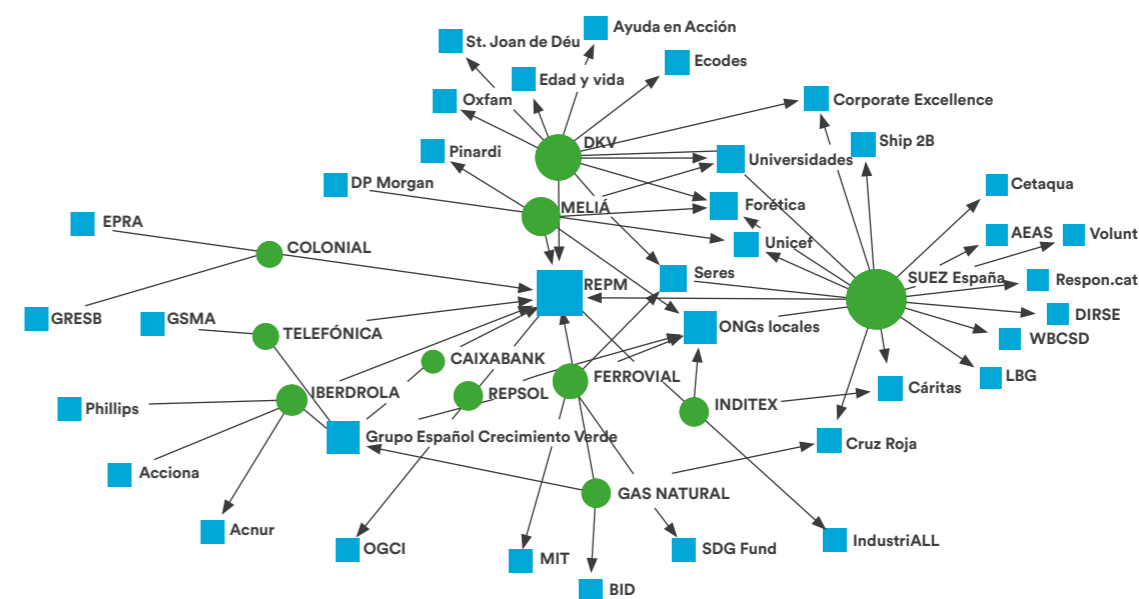 Ayuda en Acción
St. Joan de Déu
Ecodes
Edad y vida
Oxfam
Corporate Excellence
DKV
Ship 2B
Pinardi
Universidades
DP Morgan
Cetaqua
MELIÁ
Forética
EPRA
AEAS
Volunt
Unicef
COLONIAL
Seres
SUEZ España
Respon.cat
REPM
GRESB
GSMA
DIRSE
TELEFÓNICA
ONGs locales
WBCSD
CAIXABANK
FERROVIAL
LBG
IBERDROLA
REPSOL
Cáritas
Phillips
INDITEX
Grupo Español Crecimiento Verde
Cruz Roja
Acciona
GAS NATURAL
Acnur
OGCI
MIT
SDG Fund
IndustriALL
BID